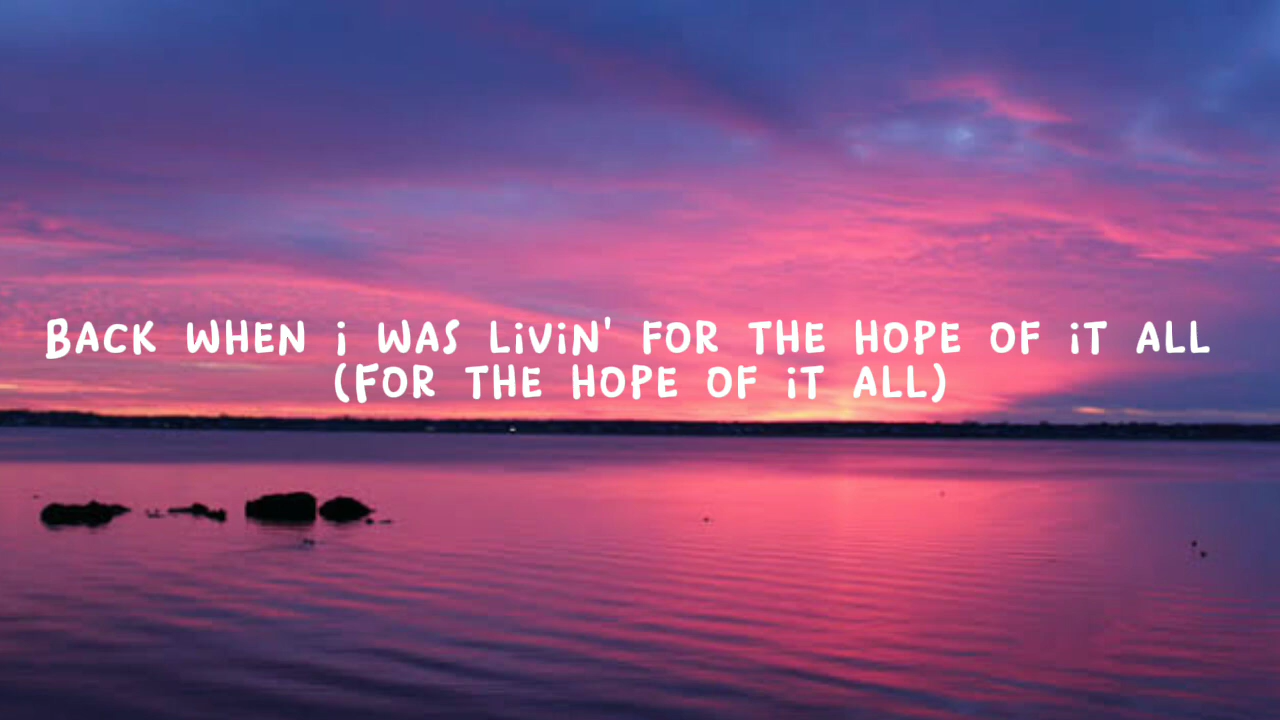 Back when i was livin' for the hope of it all
(For the hope of it all)